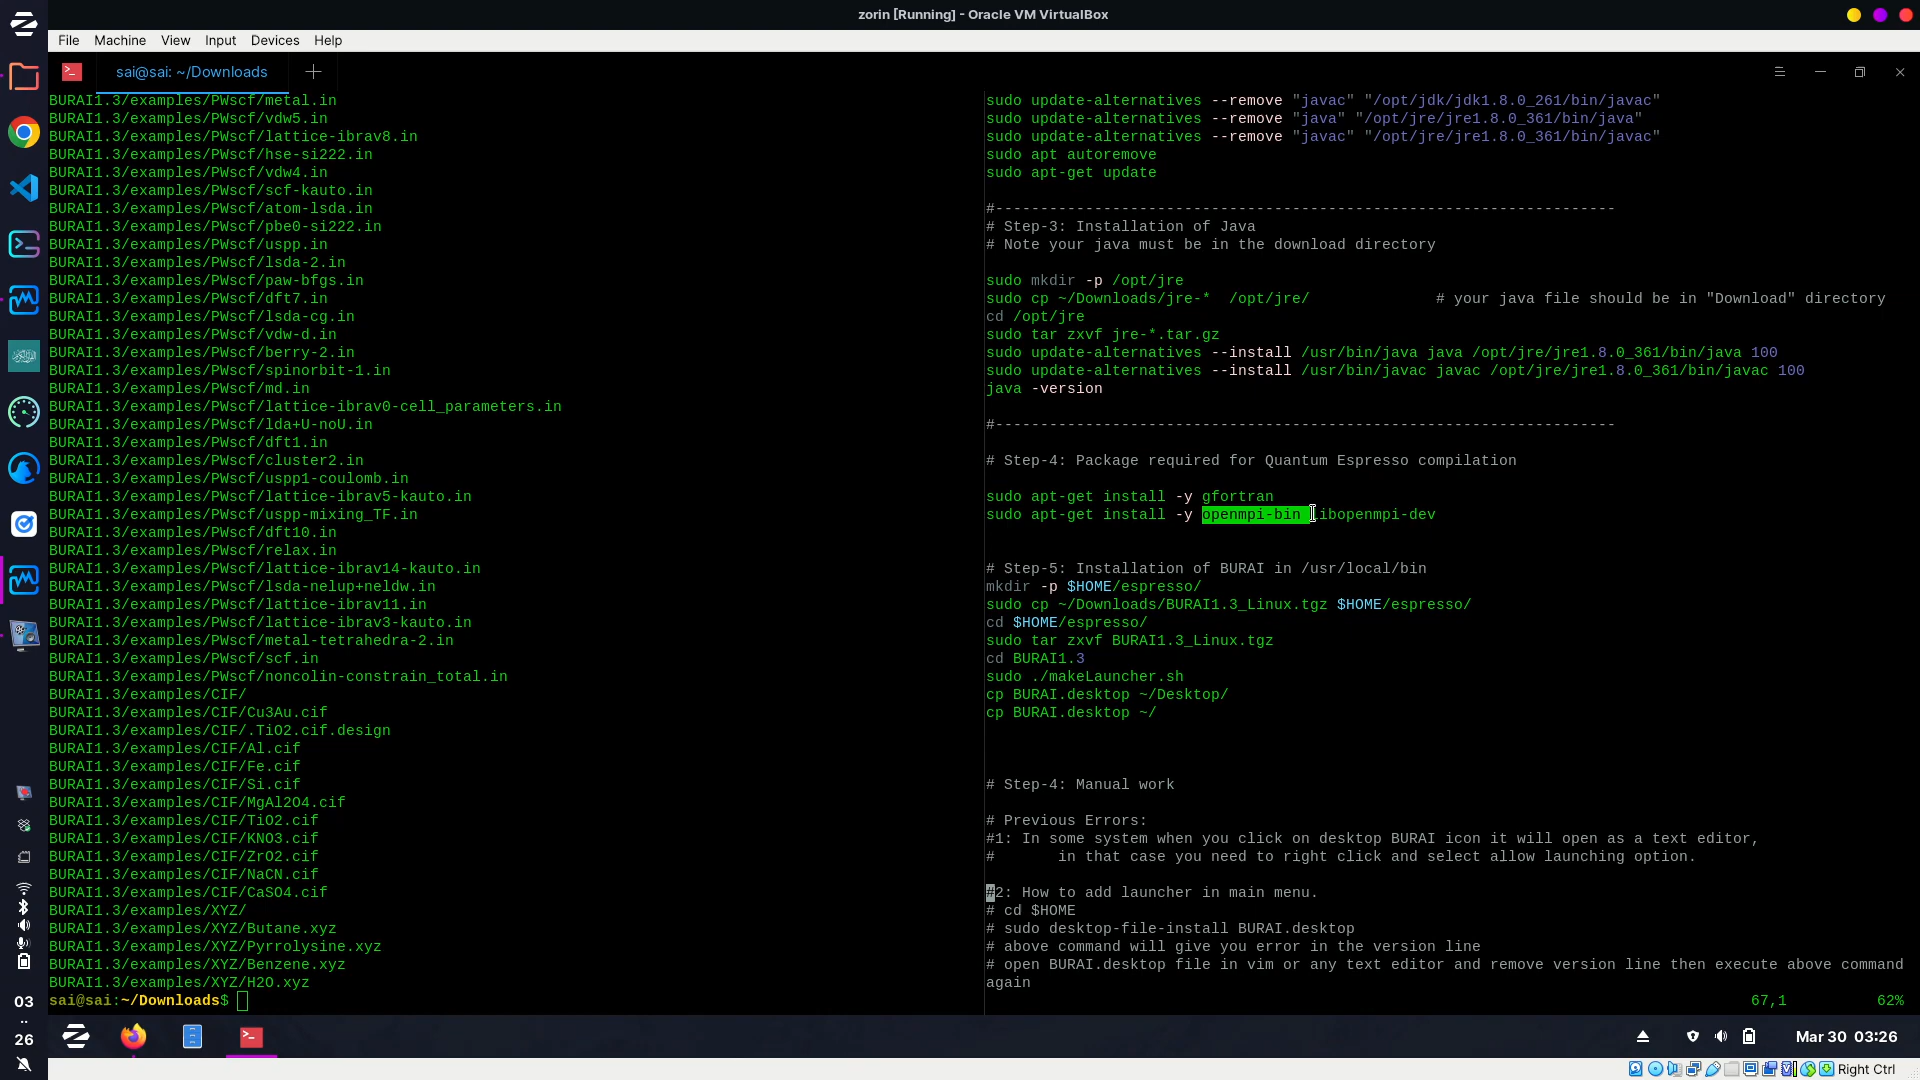 zorin [Running] - Oracle VM VirtualBox
File Machine View Input Devices Help
sai@sai: ~/Downloads
BURAI1.3/examples/PWscf/metal.in
BURAI1.3/examples/PWscf/vdw5.in
BURAI1.3/examples/PWscf/lattice-ibrav8.in
BURAI1.3/examples/PWscf/hse-si222.in
BURAI1.3/examples/PWscf/vdw4.in
BURAI1.3/examples/PWscf/scf-kauto.in
BURAI1.3/examples/PWscf/atom-lsda.in
BURAI1.3/examples/PWscf/pbe0-si222.in
BURAI1.3/examples/PWscf/uspp.in
BURAI1.3/examples/PWscf/lsda-2.in
BURAI1.3/examples/PWscf/paw-bfgs.in
BURAI1.3/examples/PWscf/dft7.in
BURAI1.3/examples/PWscf/lsda-cg.in
BURAI1.3/examples/PWscf/vdw-d.in
BURAI1.3/examples/PWscf/berry-2.in
BURAI1.3/examples/PWscf/spinorbit-1.in
BURAI1.3/examples/PWscf/md.in
BURAI1.3/examples/PWscf/lattice-ibrav0-cell_parameters.in
BURAI1.3/examples/PWscf/lda+U-noU.in
BURAI1.3/examples/PWscf/dft1.in
BURAI1.3/examples/PWscf/cluster2.in
BURAI1.3/examples/PWscf/uspp1-coulomb.in
BURAI1.3/examples/PWscf/lattice-ibrav5-kauto.in
BURAI1.3/examples/PWscf/uspp-mixing_TF.in
BURAI1.3/examples/PWscf/dft10.in
BURAI1.3/examples/PWscf/relax.in
BURAI1.3/examples/PWscf/lattice-ibrav14-kauto.in
BURAI1.3/examples/PWscf/lsda-nelup+neldw.in
BURAI1.3/examples/PWscf/lattice-ibrav11.in
BURAI1.3/examples/PWscf/lattice-ibrav3-kauto.in
BURAI1.3/examples/PWscf/metal-tetrahedra-2.in
BURAI1.3/examples/PWscf/scf.in
BURAI1.3/examples/PWscf/noncolin-constrain_total.in
BURAI1.3/examples/CIF/
BURAI1.3/examples/CIF/Cu3Au.cif
BURAI1.3/examples/CIF/.TiO2.cif.design
BURAI1.3/examples/CIF/Al.cif
BURAI1.3/examples/CIF/Fe.cif
BURAI1.3/examples/CIF/Si.cif
BURAI1.3/examples/CIF/MgAl2O4.cif
BURAI1.3/examples/CIF/TiO2.cif
BURAI1.3/examples/CIF/KNO3.cif
BURAI1.3/examples/CIF/ZrO2.cif
BURAI1.3/examples/CIF/NaCN.cif
BURAI1.3/examples/CIF/CaSO4.cif
BURAI1.3/examples/XYZ/
BURAI1.3/examples/XYZ/Butane.xyz
BURAI1.3/examples/XYZ/Pyrrolysine.xyz
BURAI1.3/examples/XYZ/Benzene.xyz
BURAI1.3/examples/XYZ/H2O.xyz
sai@sai:~/Downloads$
sudo update-alternatives --remove "javac" "/opt/jdk/jdk1.8.0_261/bin/javac"
sudo update-alternatives --remove "java" "/opt/jre/jre1.8.0_361/bin/java"
sudo update-alternatives --remove "javac" "/opt/jre/jre1.8.0_361/bin/javac"
sudo apt autoremove
sudo apt-get update
#---------------------------------------------------------------------
# Step-3: Installation of Java
# Note your java must be in the download directory
sudo mkdir -p /opt/jre
sudo cp ~/Downloads/jre-*  /opt/jre/              # your java file should be in "Download" directory
cd /opt/jre
sudo tar zxvf jre-*.tar.gz
sudo update-alternatives --install /usr/bin/java java /opt/jre/jre1.8.0_361/bin/java 100
sudo update-alternatives --install /usr/bin/javac javac /opt/jre/jre1.8.0_361/bin/javac 100
java -version
#---------------------------------------------------------------------
# Step-4: Package required for Quantum Espresso compilation
sudo apt-get install -y gfortran
sudo apt-get install -y openmpi-bin libopenmpi-dev
# Step-5: Installation of BURAI in /usr/local/bin
mkdir -p $HOME/espresso/
sudo cp ~/Downloads/BURAI1.3_Linux.tgz $HOME/espresso/
cd $HOME/espresso/
sudo tar zxvf BURAI1.3_Linux.tgz
cd BURAI1.3
sudo ./makeLauncher.sh
cp BURAI.desktop ~/Desktop/
cp BURAI.desktop ~/
# Step-4: Manual work
# Previous Errors:
#1: In some system when you click on desktop BURAI icon it will open as a text editor,
#       in that case you need to right click and select allow launching option.
#2: How to add launcher in main menu.
# cd $HOME
# sudo desktop-file-install BURAI.desktop
# above command will give you error in the version line
# open BURAI.desktop file in vim or any text editor and remove version line then execute above command
again
67,1 62%
03
..
26
Mar 30 03:26
Right Ctrl